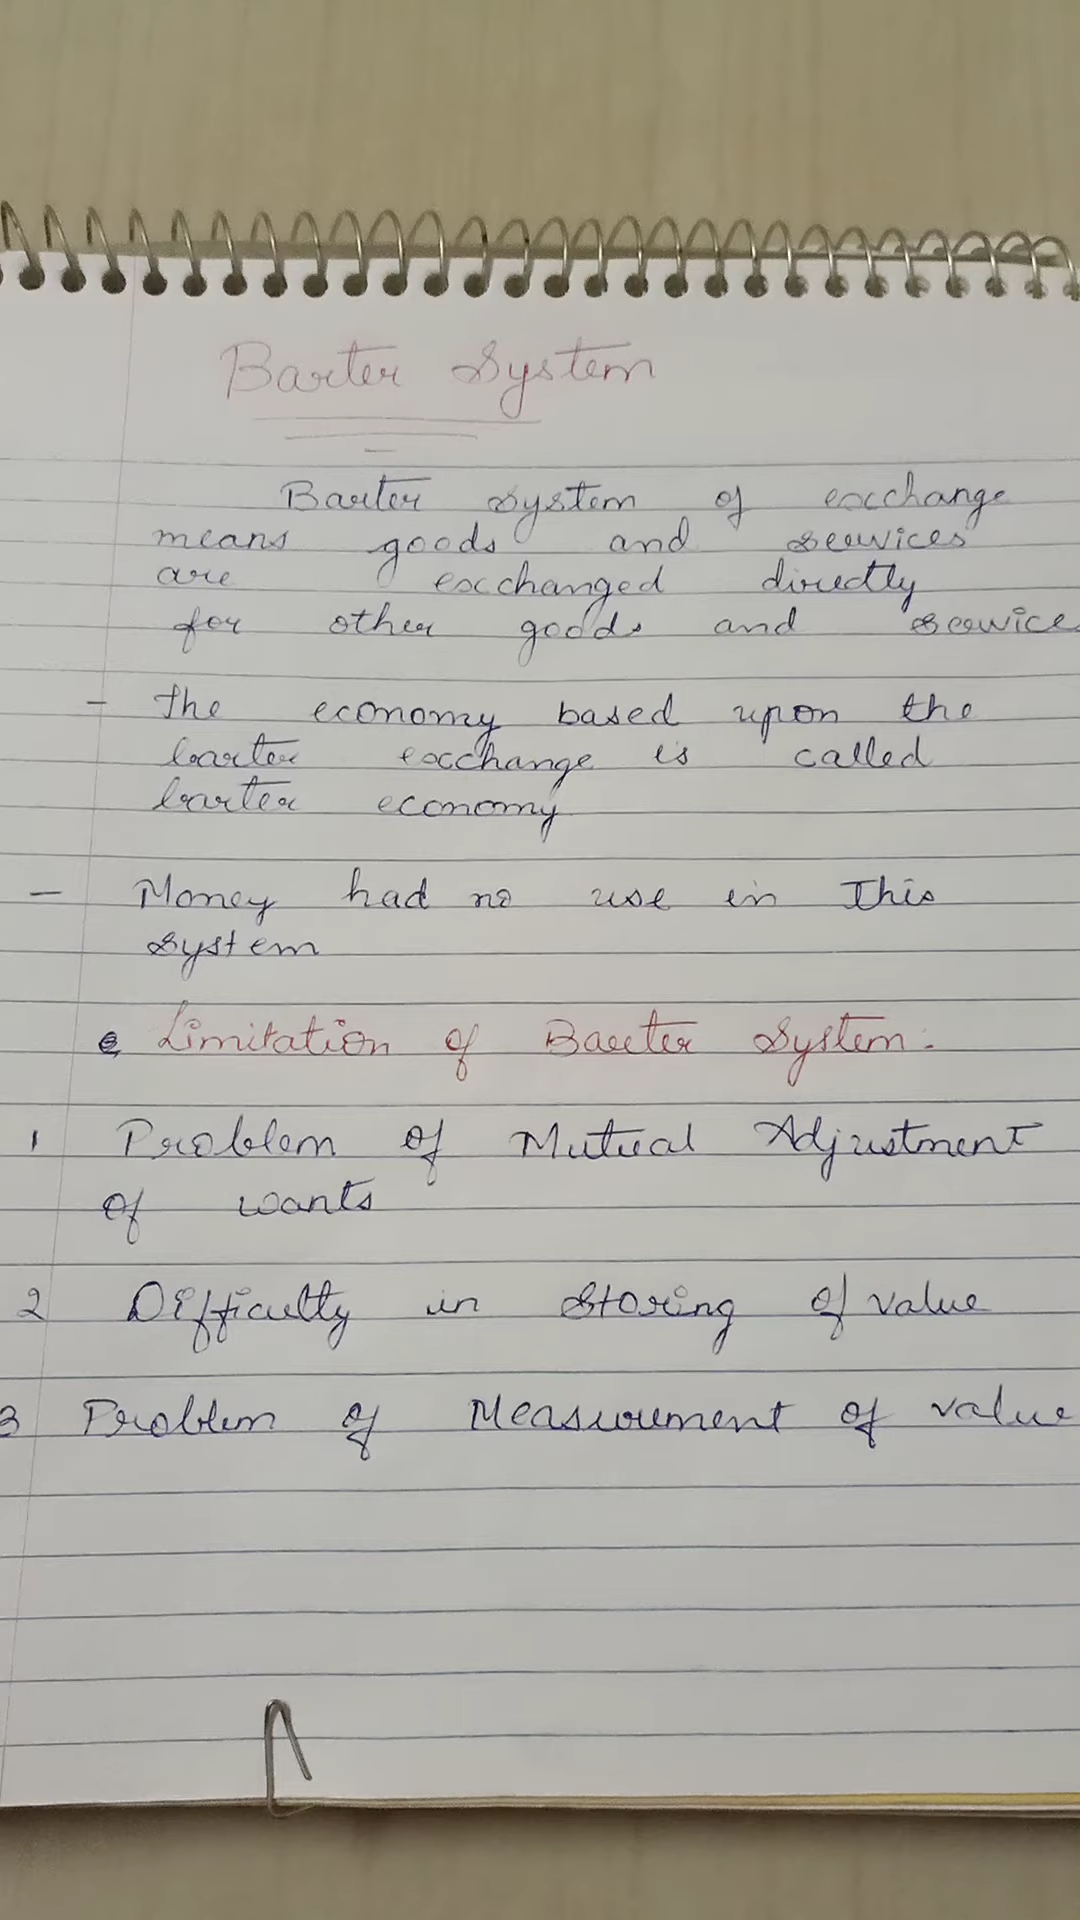 Barter System
Barter system of exchange
means goods and services
are exchanged directly
for other goods and service
- The economy based upon the
barter exchange is called
barter economy
- Money had no use in This
system
Limitation of Barter System.
1 Problem of Mutual Adjustment
of wants
2 Difficulty in Storing of value
3 Problem of Measurement of value